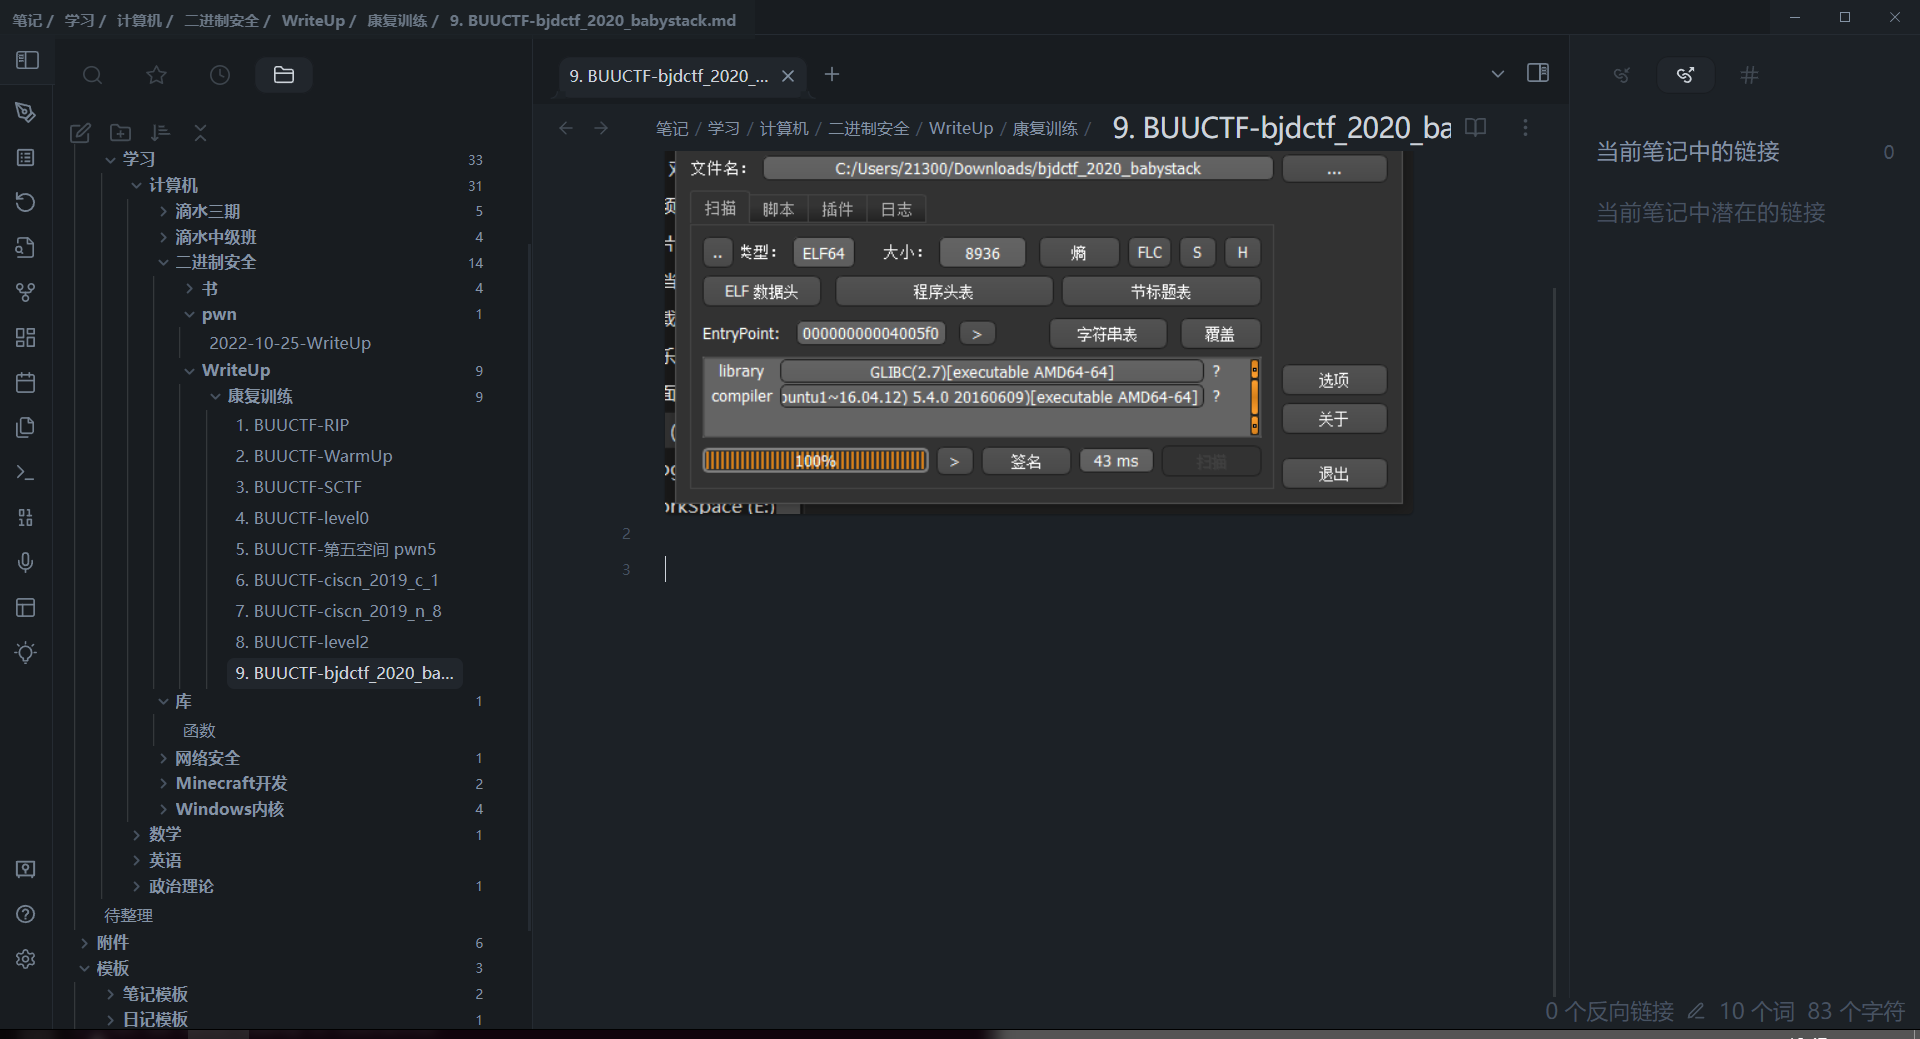 笔记 / 学习 / 计算机 / 二进制安全 / WriteUp / 康复训练 / 9. BUUCTF-bjdctf_2020_babystack.md
9. BUUCTF-bjdctf_2020_...
笔记 / 学习 / 计算机 / 二进制安全 / WriteUp / 康复训练 / 9. BUUCTF-bjdctf_2020_ba
学习 33
计算机 31
滴水三期 5
滴水中级班 4
二进制安全 14
书 4
pwn 1
2022-10-25-WriteUp
WriteUp 9
康复训练 9
1. BUUCTF-RIP
2. BUUCTF-WarmUp
3. BUUCTF-SCTF
4. BUUCTF-level0
5. BUUCTF-第五空间 pwn5
6. BUUCTF-ciscn_2019_c_1
7. BUUCTF-ciscn_2019_n_8
8. BUUCTF-level2
9. BUUCTF-bjdctf_2020_ba...
库 1
函数
网络安全 1
Minecraft开发 2
Windows内核 4
数学 1
英语
政治理论 1
待整理
附件 6
模板 3
笔记模板 2
日记模板 1
文件名： C:/Users/21300/Downloads/bjdctf_2020_babystack ...
扫描 脚本 插件 日志
.. 类型： ELF64 大小： 8936 熵 FLC S H
ELF 数据头 程序头表 节标题表
EntryPoint: 00000000004005f0 > 字符串表 覆盖
library GLIBC(2.7)[executable AMD64-64] ?
compiler buntu1~16.04.12) 5.4.0 20160609)[executable AMD64-64] ?
选项
关于
100% > 签名 43 ms 扫描
退出
orkSpace (E:)
2
3
当前笔记中的链接 0
当前笔记中潜在的链接
0 个反向链接 10 个词 83 个字符